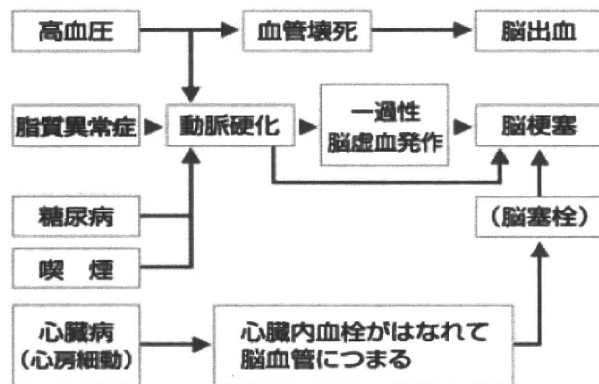 高血圧
血管壊死
脳出血
脂質異常症
動脈硬化
一過性
脳虚血発作
脳梗塞
糖尿病
(脳塞栓)
喫 煙
心臓病
(心房細動)
心臓内血栓がはなれて
脳血管につまる